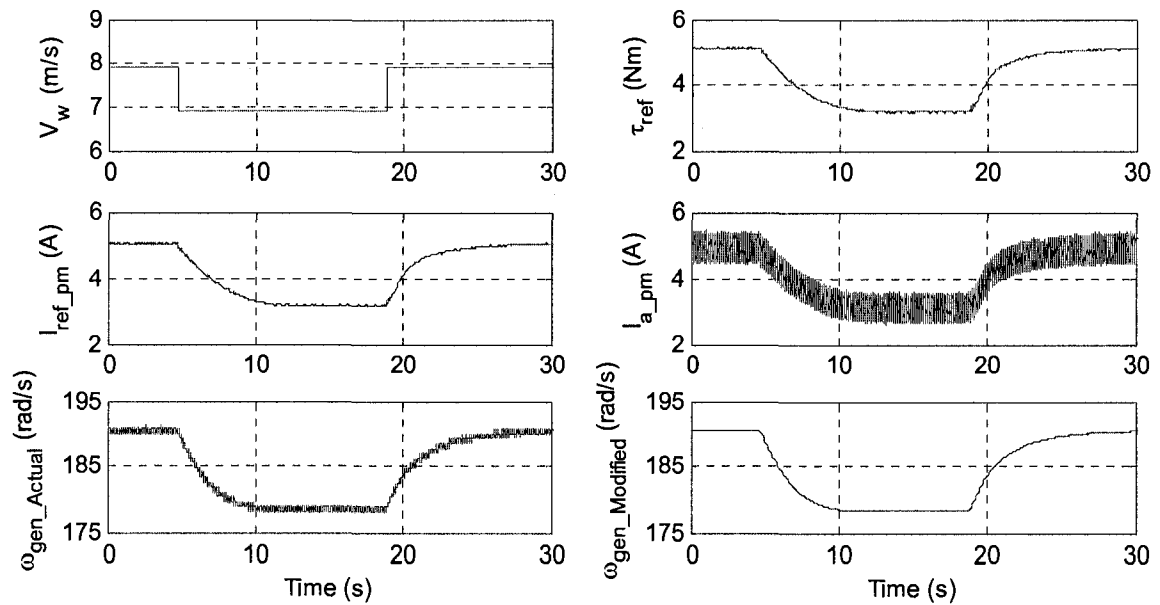 9
8
7
6
V_w (m/s)
0 10 20 30
6
4
2
τ_ref (Nm)
0 10 20 30
6
4
2
I_ref_pm (A)
0 10 20 30
6
4
2
I_a_pm (A)
0 10 20 30
195
185
175
ω_gen_Actual (rad/s)
0 10 20 30
Time (s)
195
185
175
ω_gen_Modified (rad/s)
0 10 20 30
Time (s)